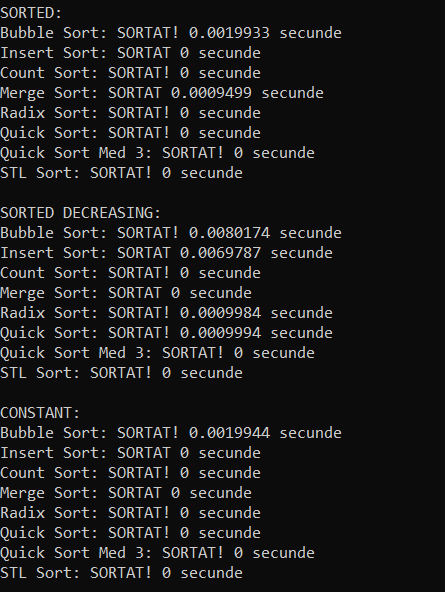 SORTED:
Bubble Sort: SORTAT! 0.0019933 secunde
Insert Sort: SORTAT 0 secunde
Count Sort: SORTAT! 0 secunde
Merge Sort: SORTAT 0.0009499 secunde
Radix Sort: SORTAT! 0 secunde
Quick Sort: SORTAT! 0 secunde
Quick Sort Med 3: SORTAT! 0 secunde
STL Sort: SORTAT! 0 secunde

SORTED DECREASING:
Bubble Sort: SORTAT! 0.0080174 secunde
Insert Sort: SORTAT 0.0069787 secunde
Count Sort: SORTAT! 0 secunde
Merge Sort: SORTAT 0 secunde
Radix Sort: SORTAT! 0.0009984 secunde
Quick Sort: SORTAT! 0.0009994 secunde
Quick Sort Med 3: SORTAT! 0 secunde
STL Sort: SORTAT! 0 secunde

CONSTANT:
Bubble Sort: SORTAT! 0.0019944 secunde
Insert Sort: SORTAT 0 secunde
Count Sort: SORTAT! 0 secunde
Merge Sort: SORTAT 0 secunde
Radix Sort: SORTAT! 0 secunde
Quick Sort: SORTAT! 0 secunde
Quick Sort Med 3: SORTAT! 0 secunde
STL Sort: SORTAT! 0 secunde